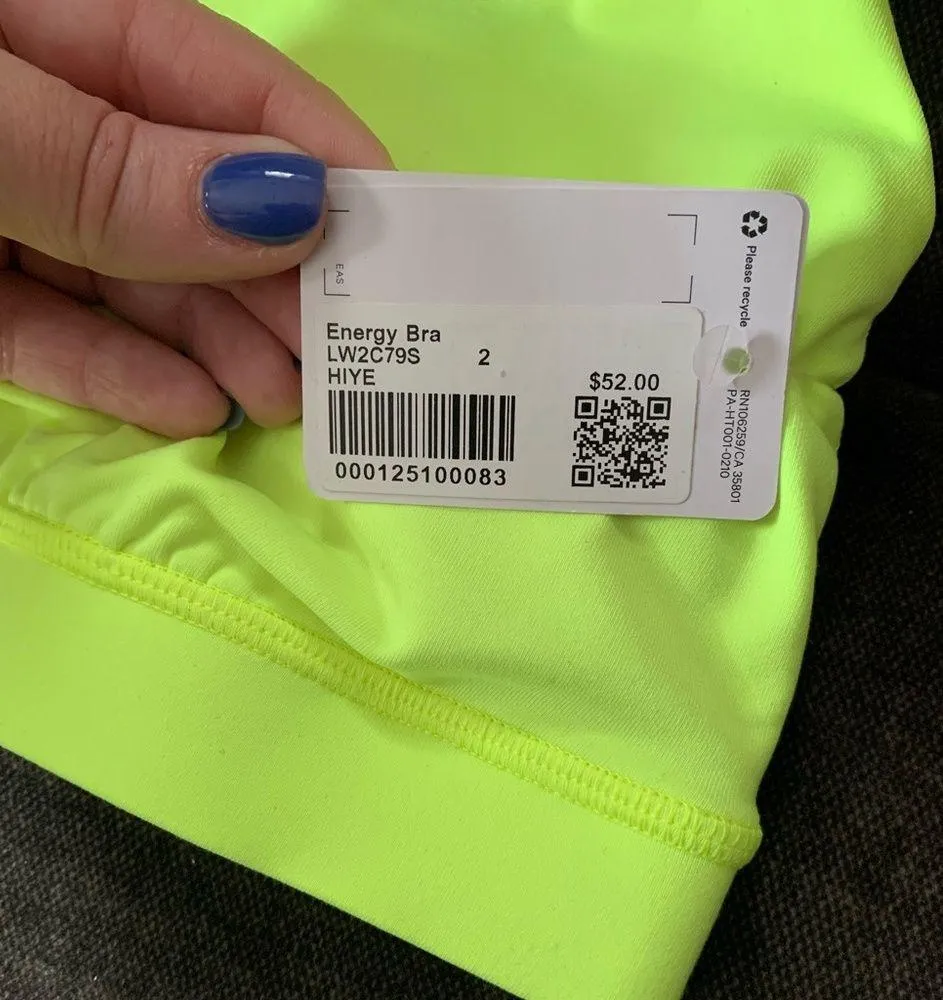 EAS
Please recycle
Energy Bra
LW2C79S 2
HIYE
$52.00
000125100083
RN106259/CA 35801
PA-HT001-0210